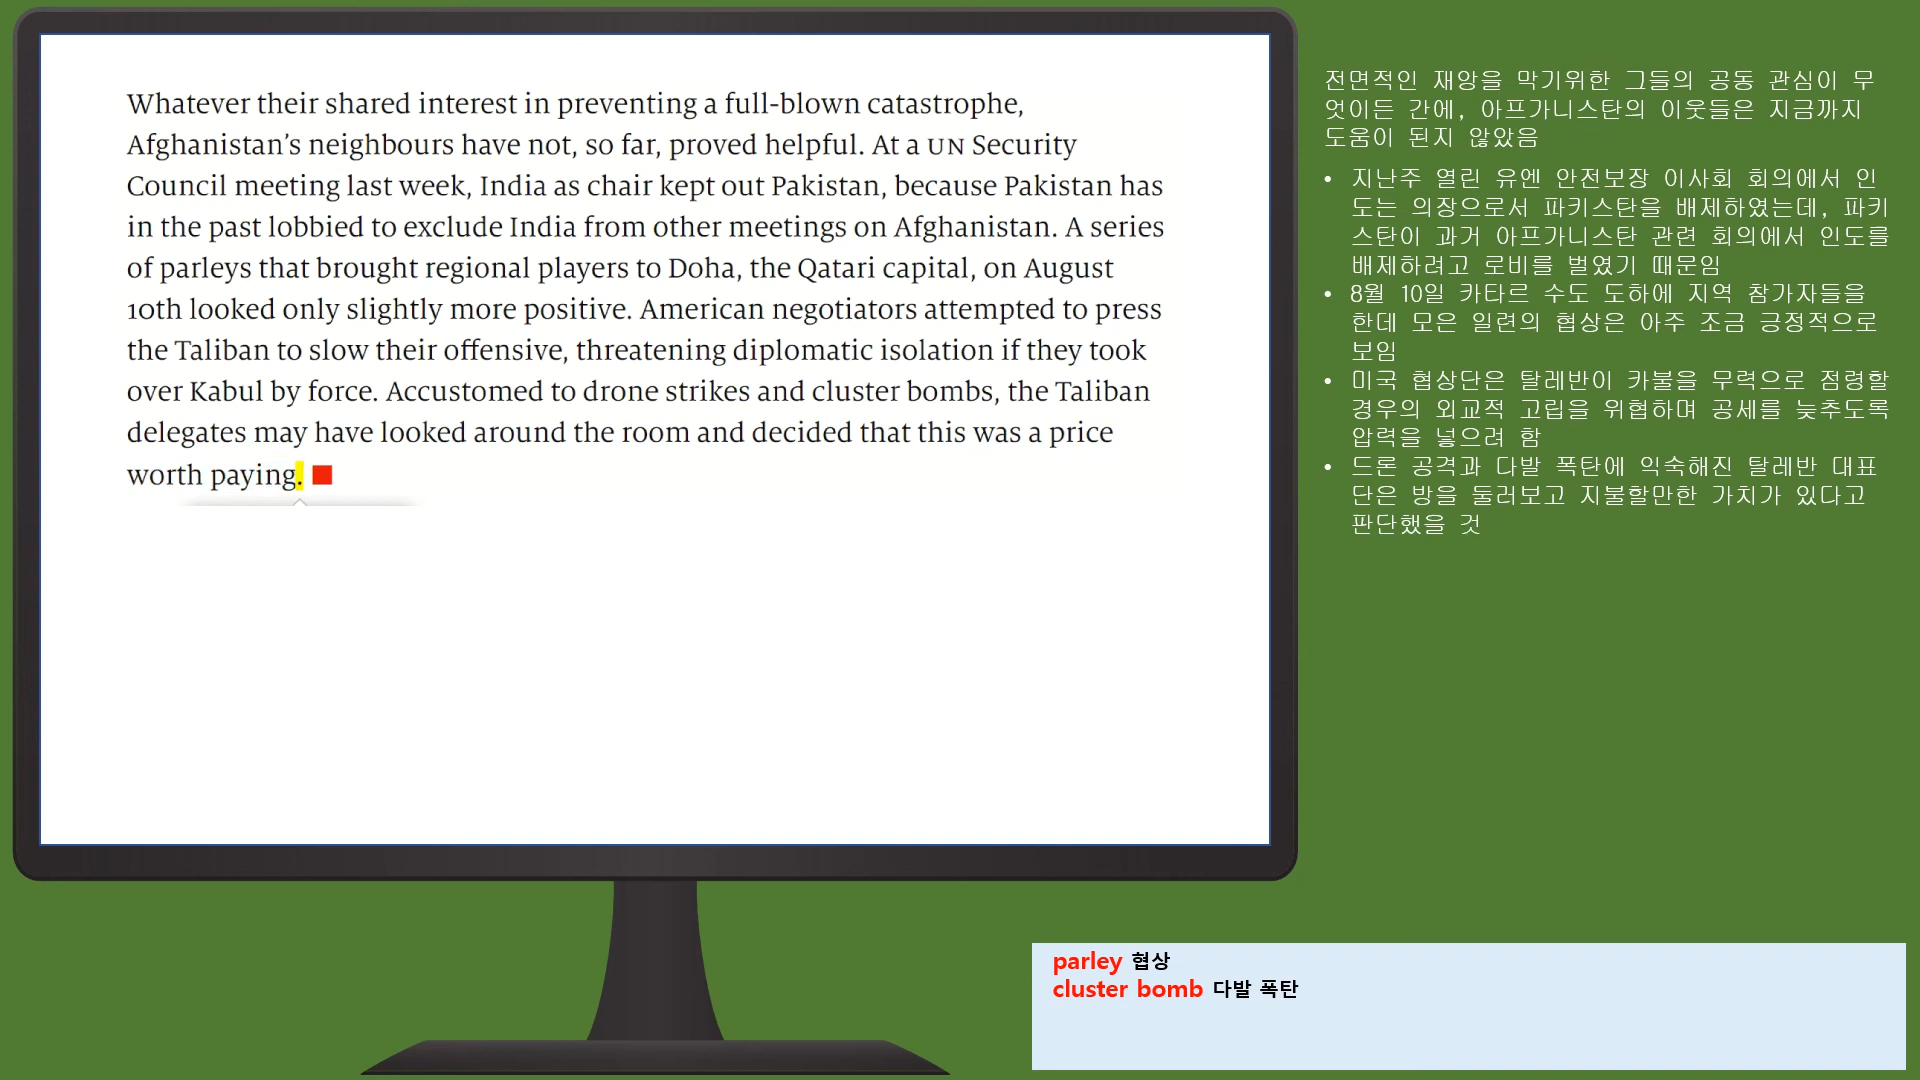 Whatever their shared interest in preventing a full-blown catastrophe,
Afghanistan’s neighbours have not, so far, proved helpful. At a UN Security
Council meeting last week, India as chair kept out Pakistan, because Pakistan has
in the past lobbied to exclude India from other meetings on Afghanistan. A series
of parleys that brought regional players to Doha, the Qatari capital, on August
10th looked only slightly more positive. American negotiators attempted to press
the Taliban to slow their offensive, threatening diplomatic isolation if they took
over Kabul by force. Accustomed to drone strikes and cluster bombs, the Taliban
delegates may have looked around the room and decided that this was a price
worth paying.
전면적인 재앙을 막기위한 그들의 공동 관심이 무
엇이든 간에, 아프가니스탄의 이웃들은 지금까지
도움이 된지 않았음
• 지난주 열린 유엔 안전보장 이사회 회의에서 인
도는 의장으로서 파키스탄을 배제하였는데, 파키
스탄이 과거 아프가니스탄 관련 회의에서 인도를
배제하려고 로비를 벌였기 때문임
• 8월 10일 카타르 수도 도하에 지역 참가자들을
한데 모은 일련의 협상은 아주 조금 긍정적으로
보임
• 미국 협상단은 탈레반이 카불을 무력으로 점령할
경우의 외교적 고립을 위협하며 공세를 늦추도록
압력을 넣으려 함
• 드론 공격과 다발 폭탄에 익숙해진 탈레반 대표
단은 방을 둘러보고 지불할만한 가치가 있다고
판단했을 것
parley 협상
cluster bomb 다발 폭탄